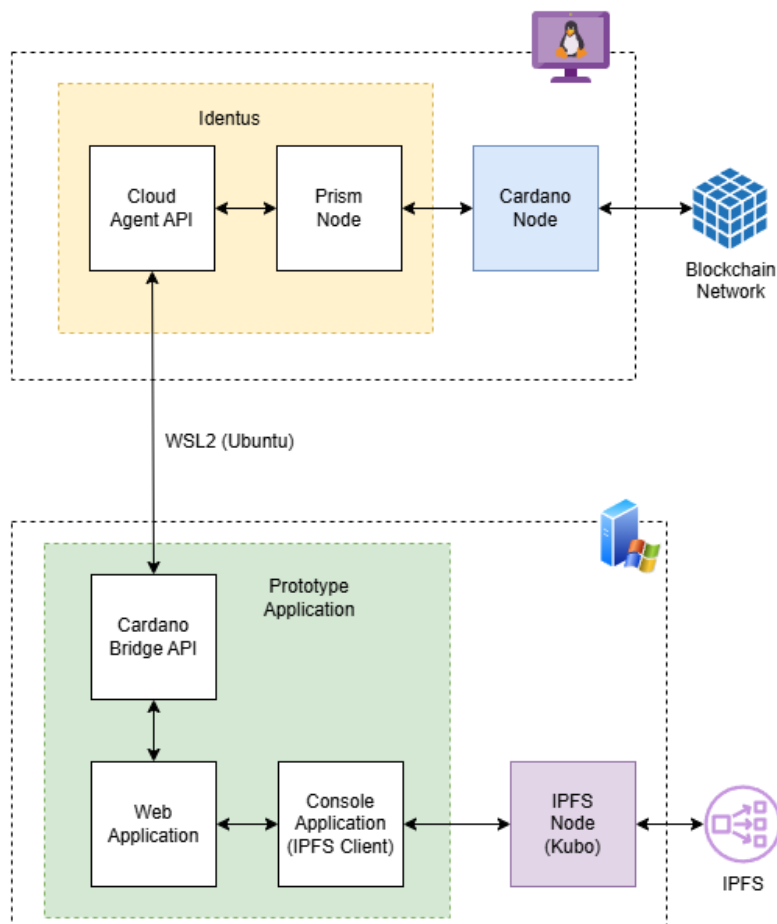 Identus
Cloud
Agent API
Prism
Node
Cardano
Node
Blockchain
Network
WSL2 (Ubuntu)
Prototype
Application
Cardano
Bridge API
Web
Application
Console
Application
(IPFS Client)
IPFS
Node
(Kubo)
IPFS